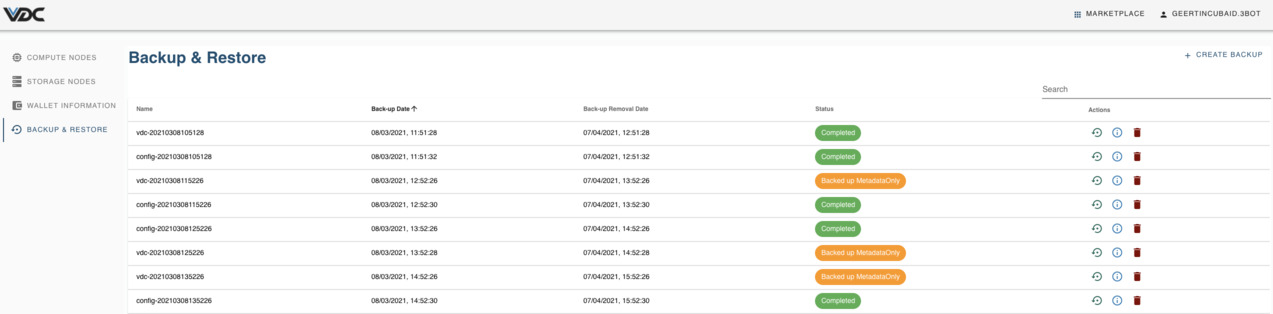 VDC
MARKETPLACE GEERTINCUBAID.3BOT
COMPUTE NODES
STORAGE NODES
WALLET INFORMATION
BACKUP & RESTORE
Backup & Restore
+ CREATE BACKUP
Search
Name Back-up Date ↑ Back-up Removal Date Status Actions
vdc-20210308105128 08/03/2021, 11:51:28 07/04/2021, 12:51:28 Completed
config-20210308105128 08/03/2021, 11:51:32 07/04/2021, 12:51:32 Completed
vdc-20210308115226 08/03/2021, 12:52:26 07/04/2021, 13:52:26 Backed up MetadataOnly
config-20210308115226 08/03/2021, 12:52:30 07/04/2021, 13:52:30 Completed
config-20210308125226 08/03/2021, 13:52:26 07/04/2021, 14:52:26 Completed
vdc-20210308125226 08/03/2021, 13:52:28 07/04/2021, 14:52:28 Backed up MetadataOnly
vdc-20210308135226 08/03/2021, 14:52:26 07/04/2021, 15:52:26 Backed up MetadataOnly
config-20210308135226 08/03/2021, 14:52:30 07/04/2021, 15:52:30 Completed